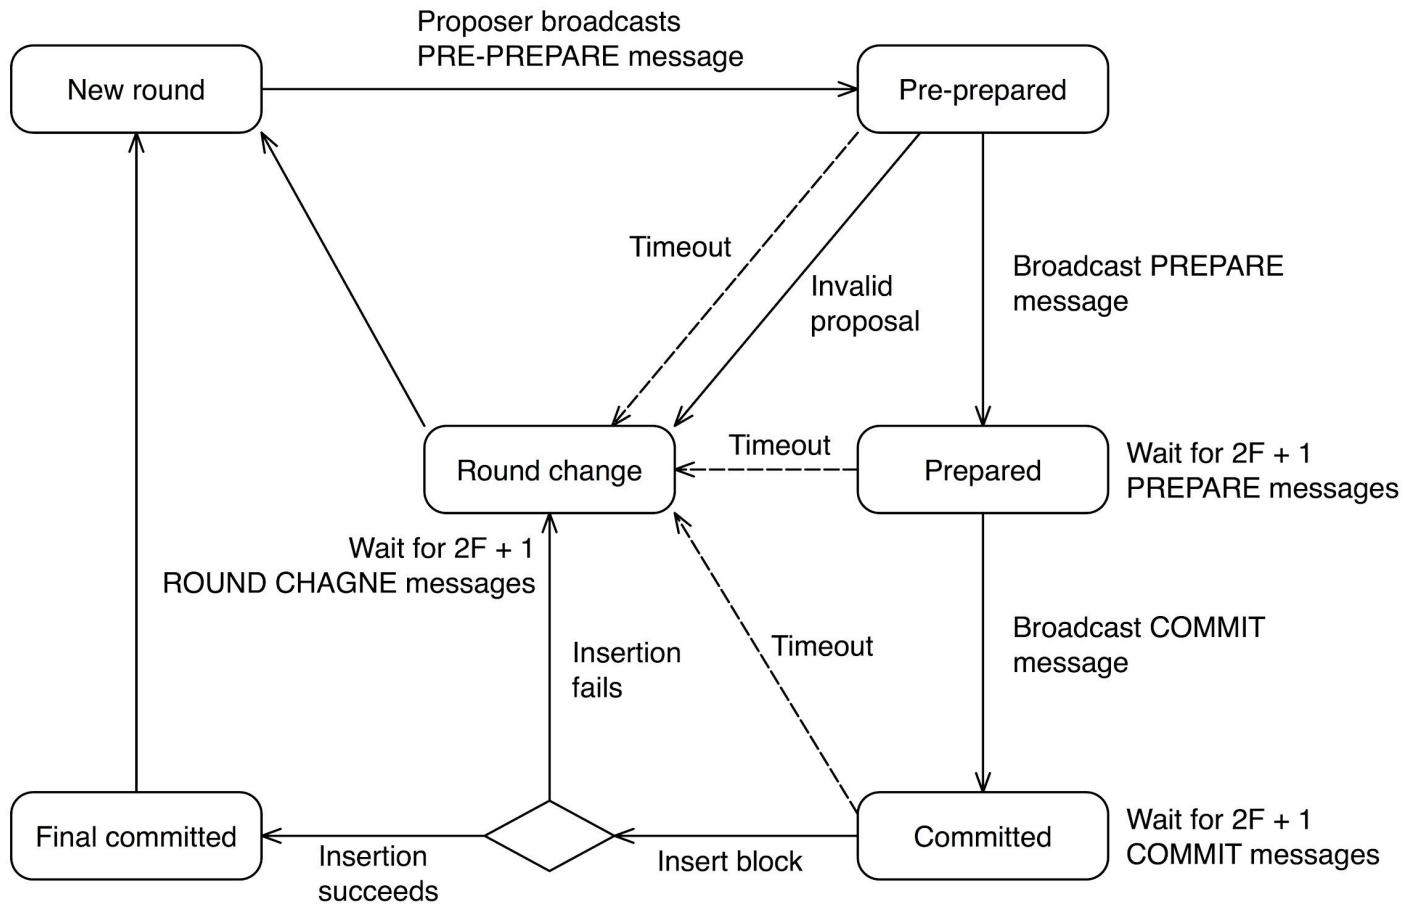 Proposer broadcasts
PRE-PREPARE message
New round
Pre-prepared
Timeout
Invalid
proposal
Broadcast PREPARE
message
Round change
Timeout
Prepared
Wait for 2F + 1
PREPARE messages
Wait for 2F + 1
ROUND CHAGNE messages
Insertion
fails
Timeout
Broadcast COMMIT
message
Final committed
Insertion
succeeds
Insert block
Committed
Wait for 2F + 1
COMMIT messages